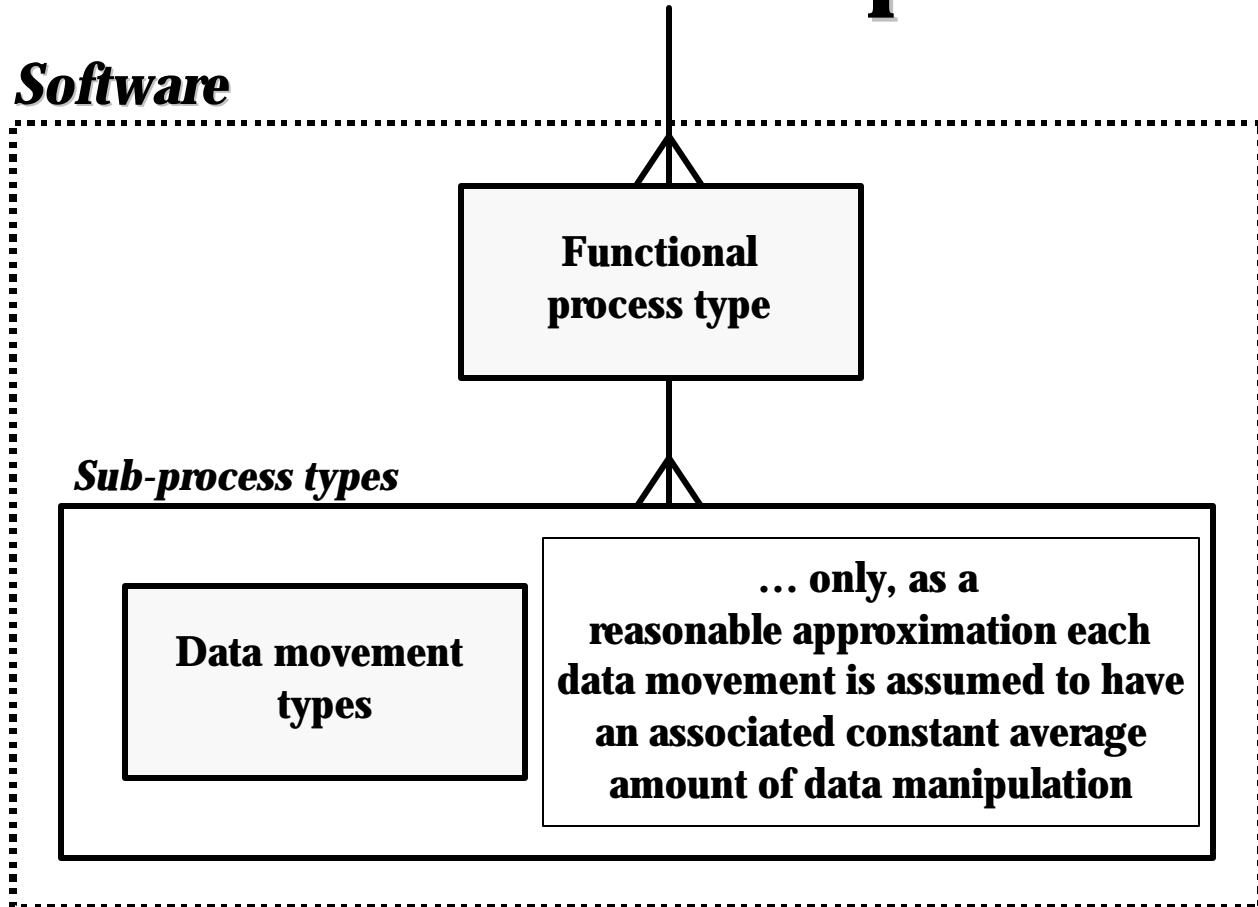 Software
Functional
process type
Sub-process types
Data movement
types
… only, as a
reasonable approximation each
data movement is assumed to have
an associated constant average
amount of data manipulation